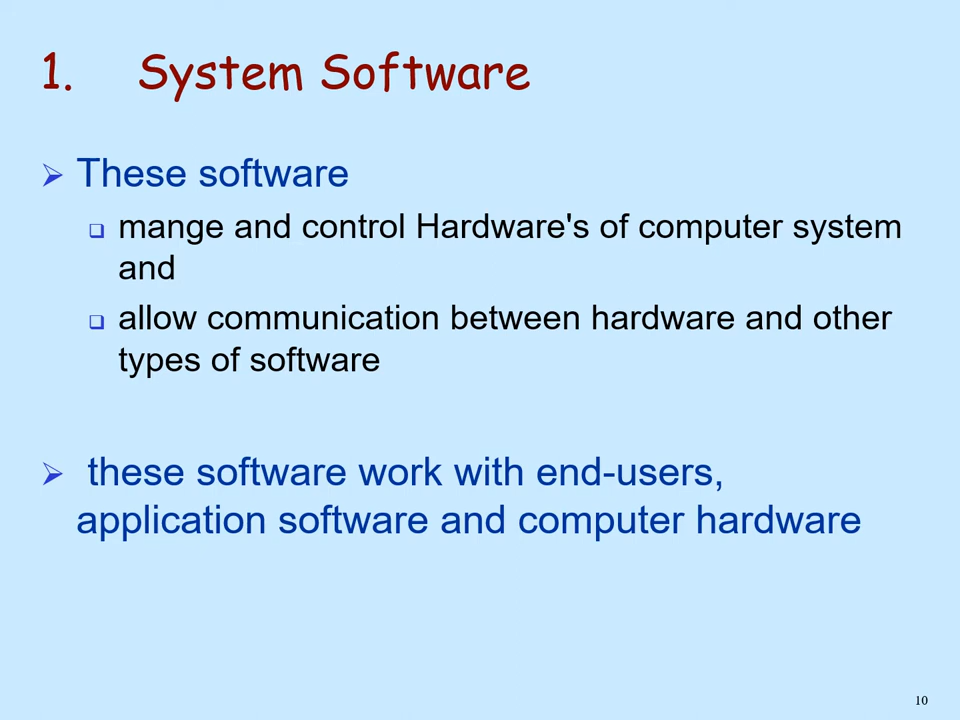 1. System Software
These software
mange and control Hardware's of computer system
and
allow communication between hardware and other
types of software
these software work with end-users,
application software and computer hardware
10